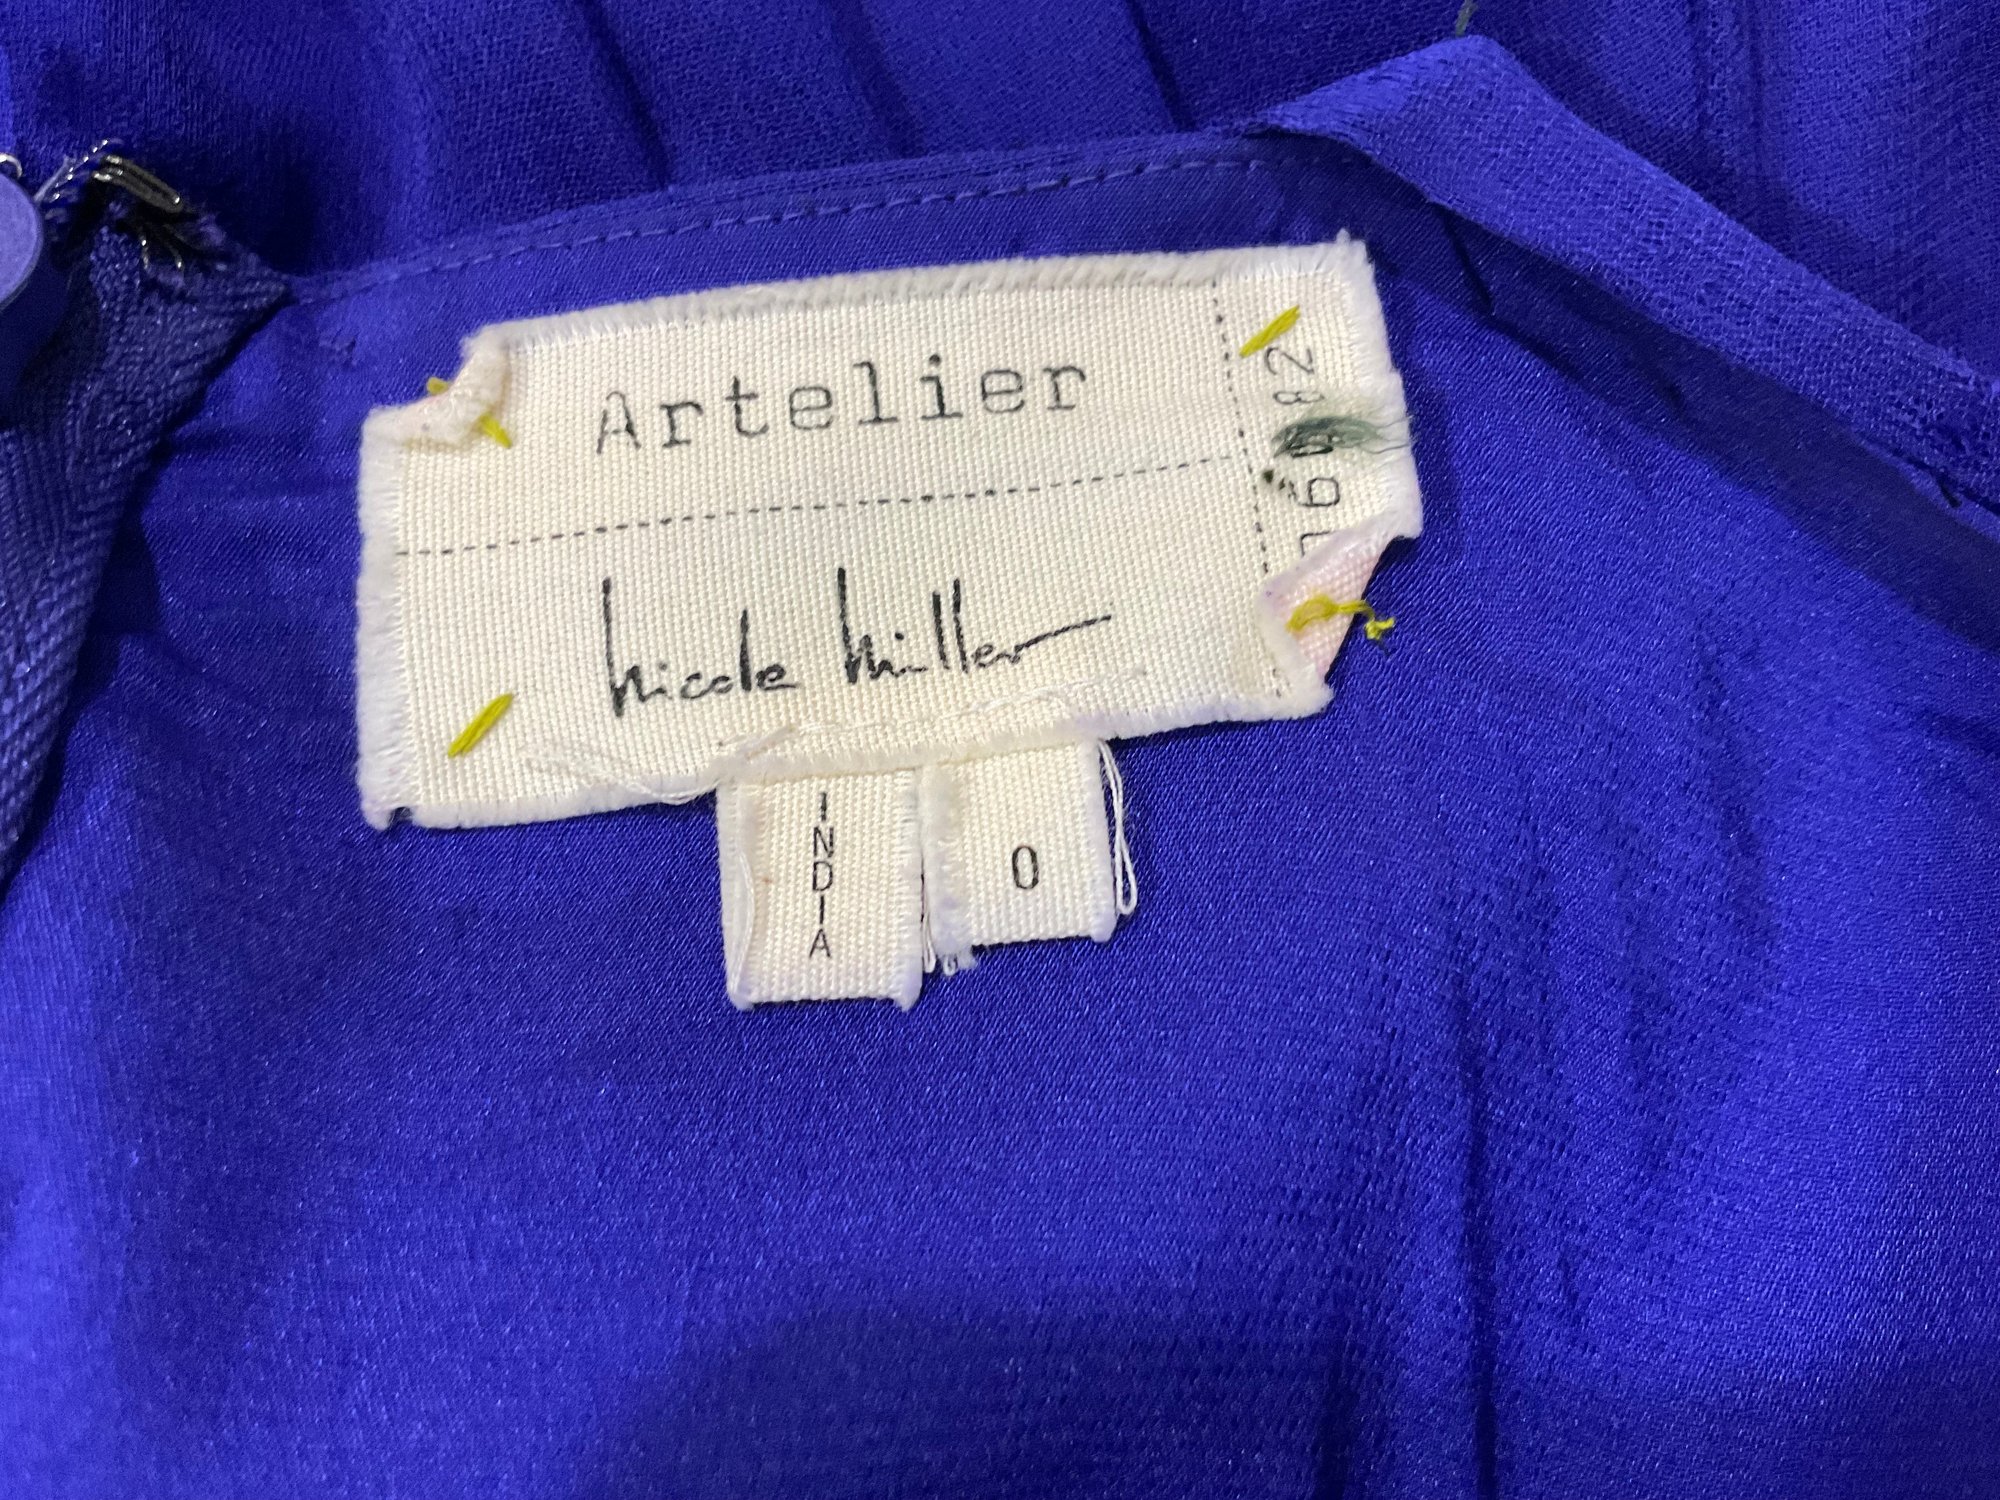 Artelier
nicole miller
INDIA
0